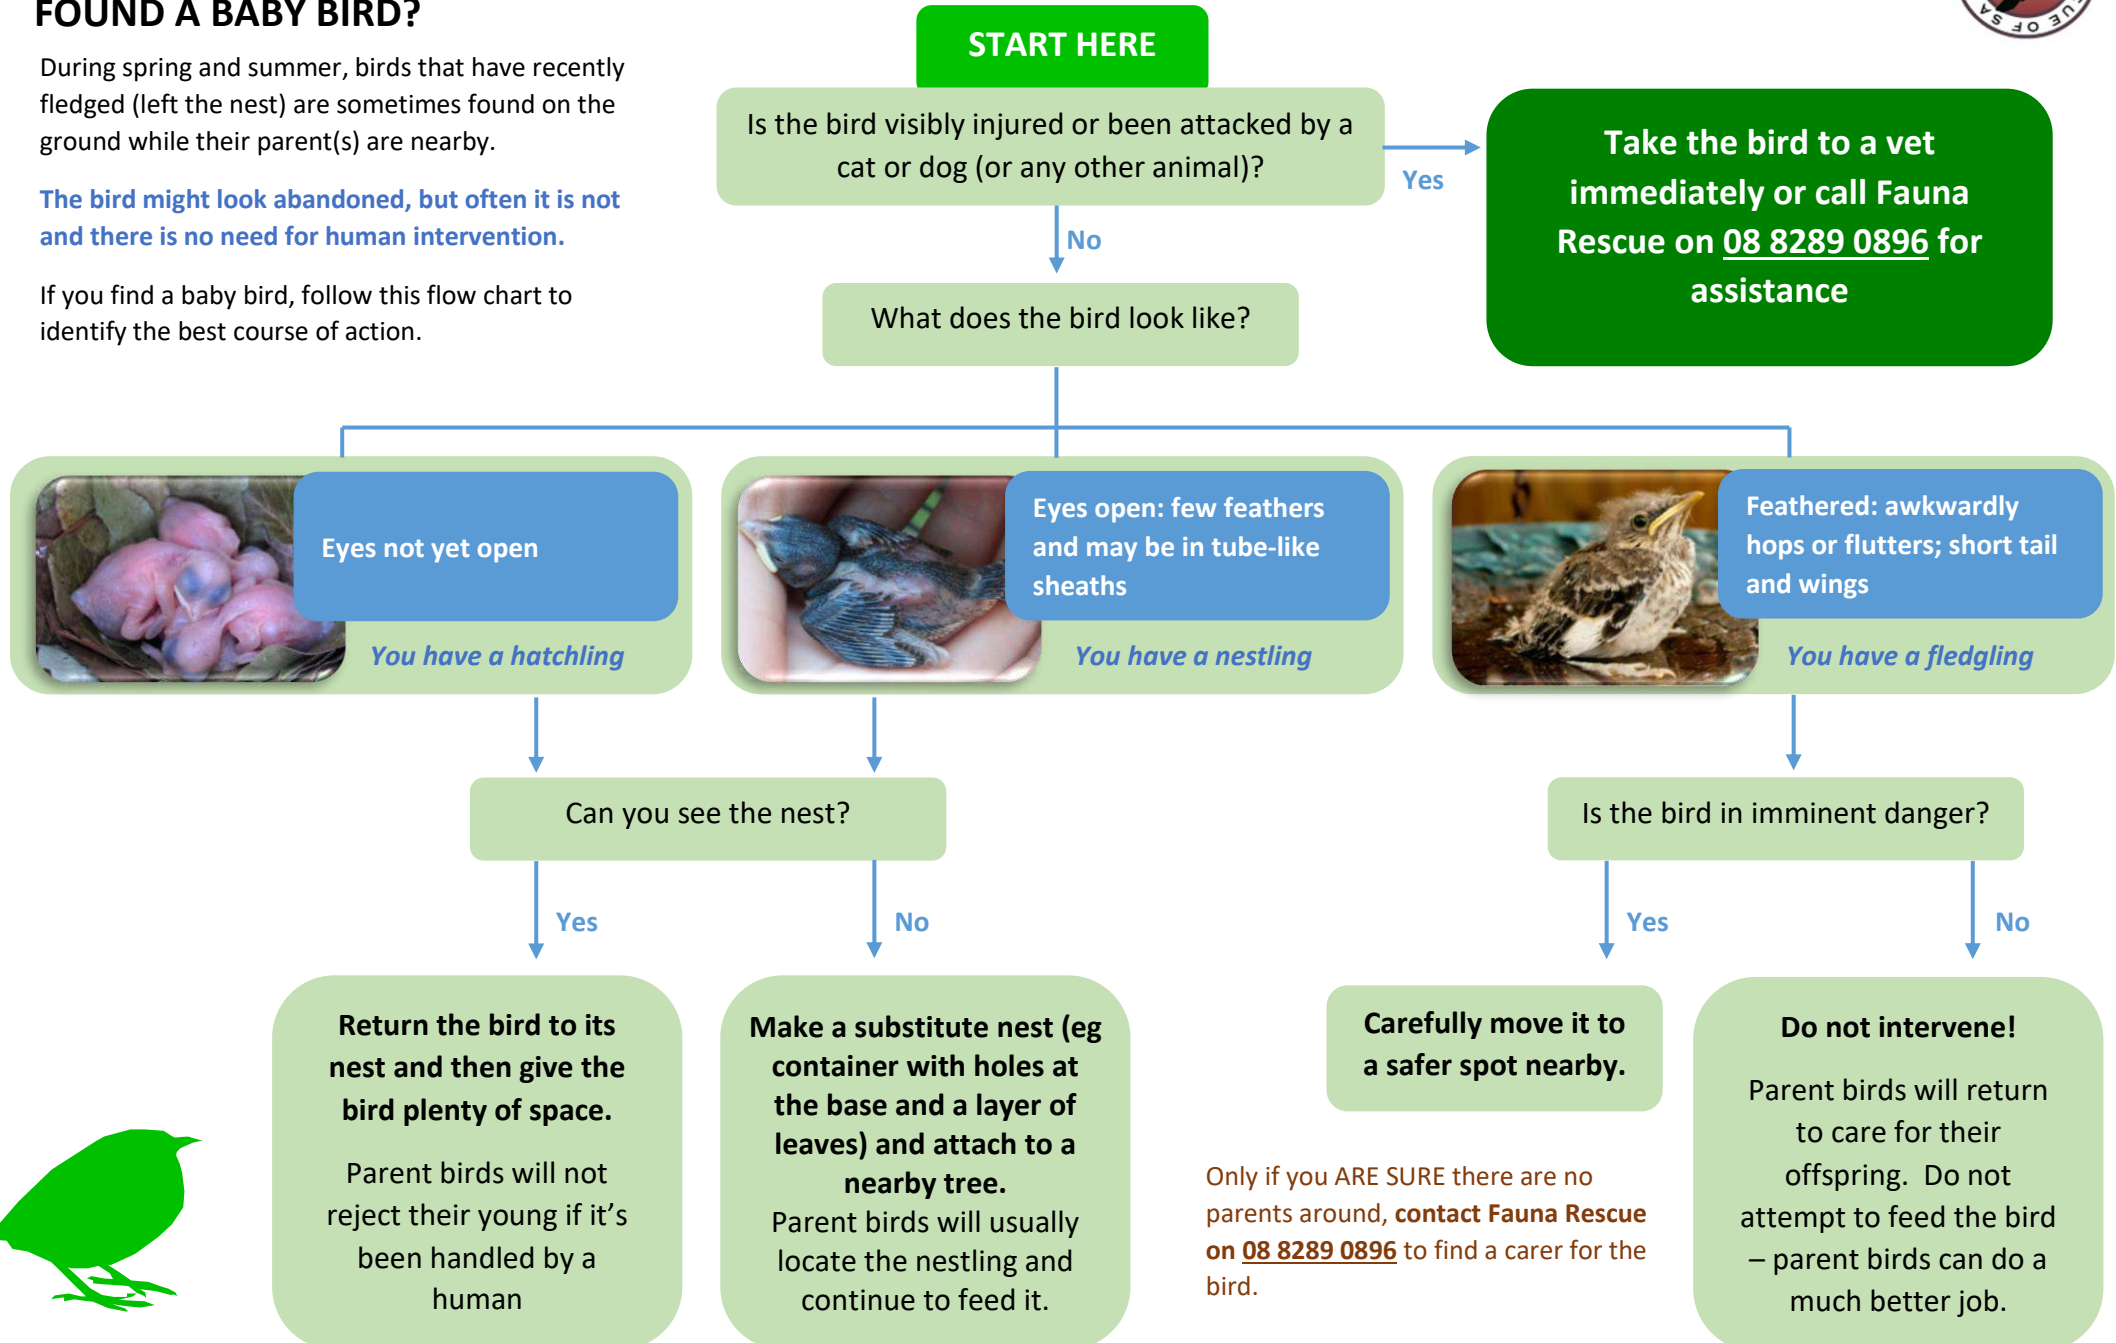 FOUND A BABY BIRD?
During spring and summer, birds that have recently
fledged (left the nest) are sometimes found on the
ground while their parent(s) are nearby.
The bird might look abandoned, but often it is not
and there is no need for human intervention.
If you find a baby bird, follow this flow chart to
identify the best course of action.
START HERE
UE OF SA
Is the bird visibly injured or been attacked by a
cat or dog (or any other animal)?
Yes
Take the bird to a vet
immediately or call Fauna
Rescue on 08 8289 0896 for
assistance
No
What does the bird look like?
Eyes not yet open
You have a hatchling
Eyes open: few feathers
and may be in tube-like
sheaths
You have a nestling
Feathered: awkwardly
hops or flutters; short tail
and wings
You have a fledgling
Can you see the nest?
Yes
No
Is the bird in imminent danger?
Yes
No
Return the bird to its
nest and then give the
bird plenty of space.
Parent birds will not
reject their young if it’s
been handled by a
human
Make a substitute nest (eg
container with holes at
the base and a layer of
leaves) and attach to a
nearby tree.
Parent birds will usually
locate the nestling and
continue to feed it.
Carefully move it to
a safer spot nearby.
Only if you ARE SURE there are no
parents around, contact Fauna Rescue
on 08 8289 0896 to find a carer for the
bird.
Do not intervene!
Parent birds will return
to care for their
offspring. Do not
attempt to feed the bird
– parent birds can do a
much better job.